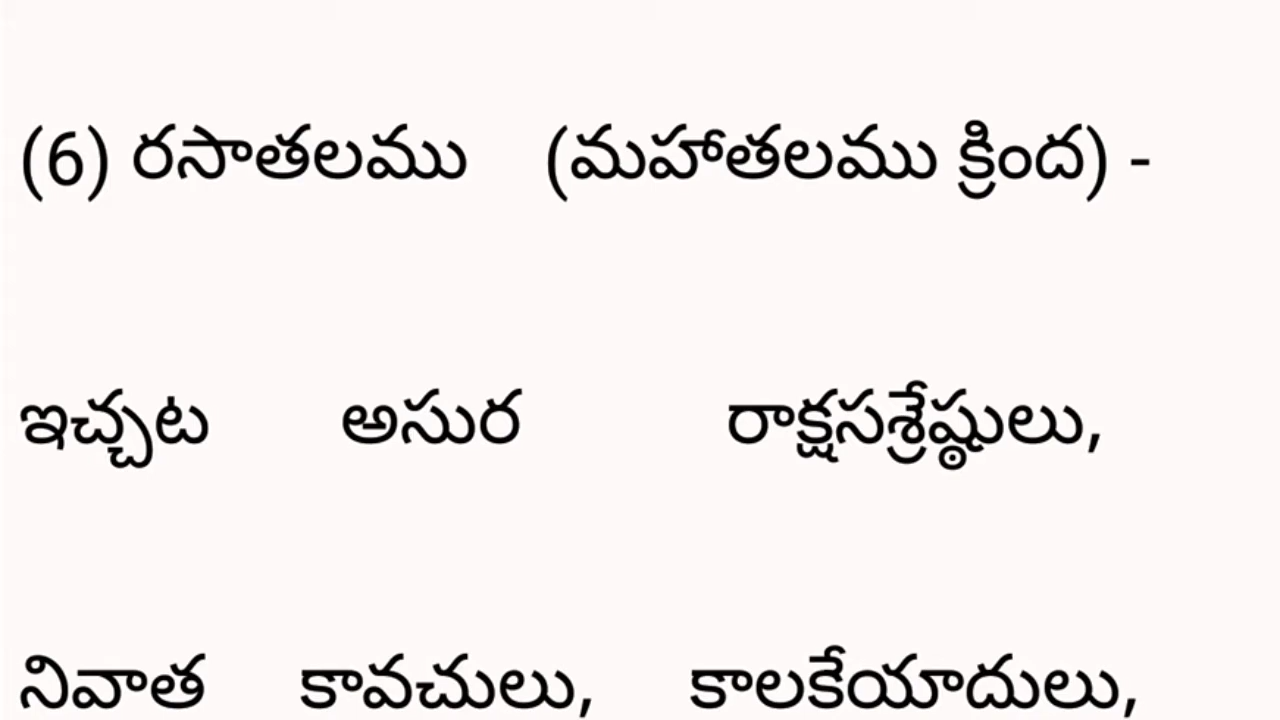 (6) రసాతలము (మహాతలము క్రింద) -
ఇచ్చట అసుర రాక్షసశ్రేష్ఠులు,
నివాత కావచులు, కాలకేయాదులు,